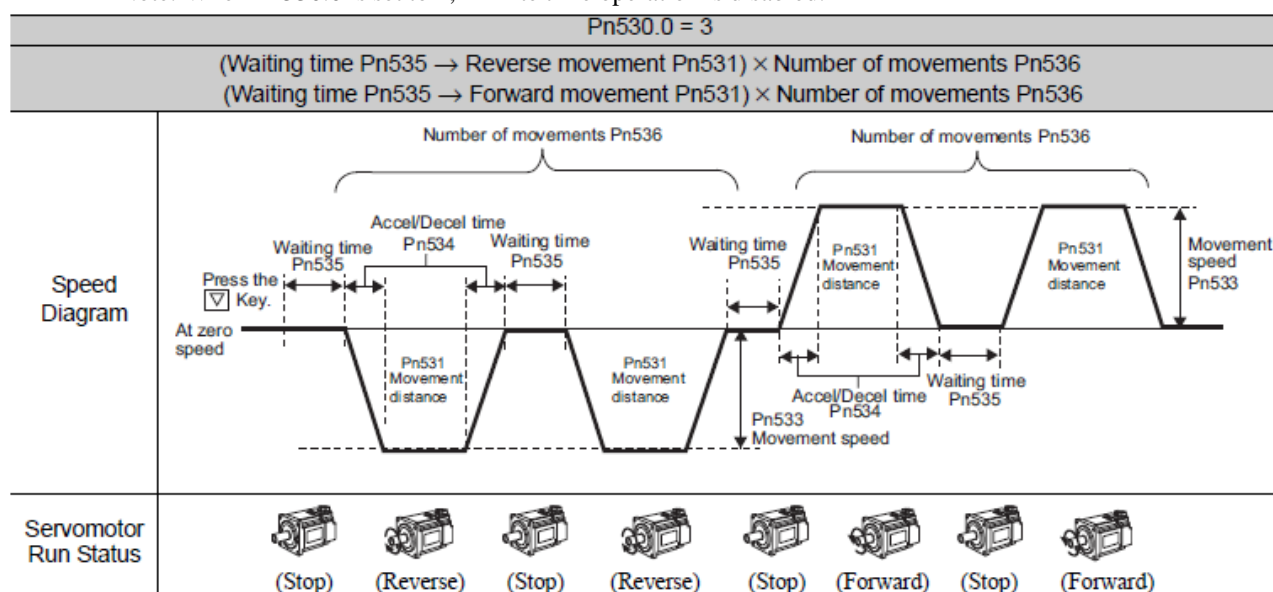 Pn530.0 = 3
(Waiting time Pn535 → Reverse movement Pn531) × Number of movements Pn536
(Waiting time Pn535 → Forward movement Pn531) × Number of movements Pn536
Speed
Diagram
Number of movements Pn536
Number of movements Pn536
Accel/Decel time
Pn534
Waiting time
Pn535
Waiting time
Pn535
Waiting time
Pn535
Press the
▽ Key.
At zero
speed
Pn531
Movement
distance
Pn531
Movement
distance
Pn531
Movement
distance
Pn531
Movement
distance
Movement
speed
Pn533
Accel/Decel time
Pn534
Waiting time
Pn535
Pn533
Movement speed
Servomotor
Run Status
(Stop) (Reverse) (Stop) (Reverse) (Stop) (Forward) (Stop) (Forward)